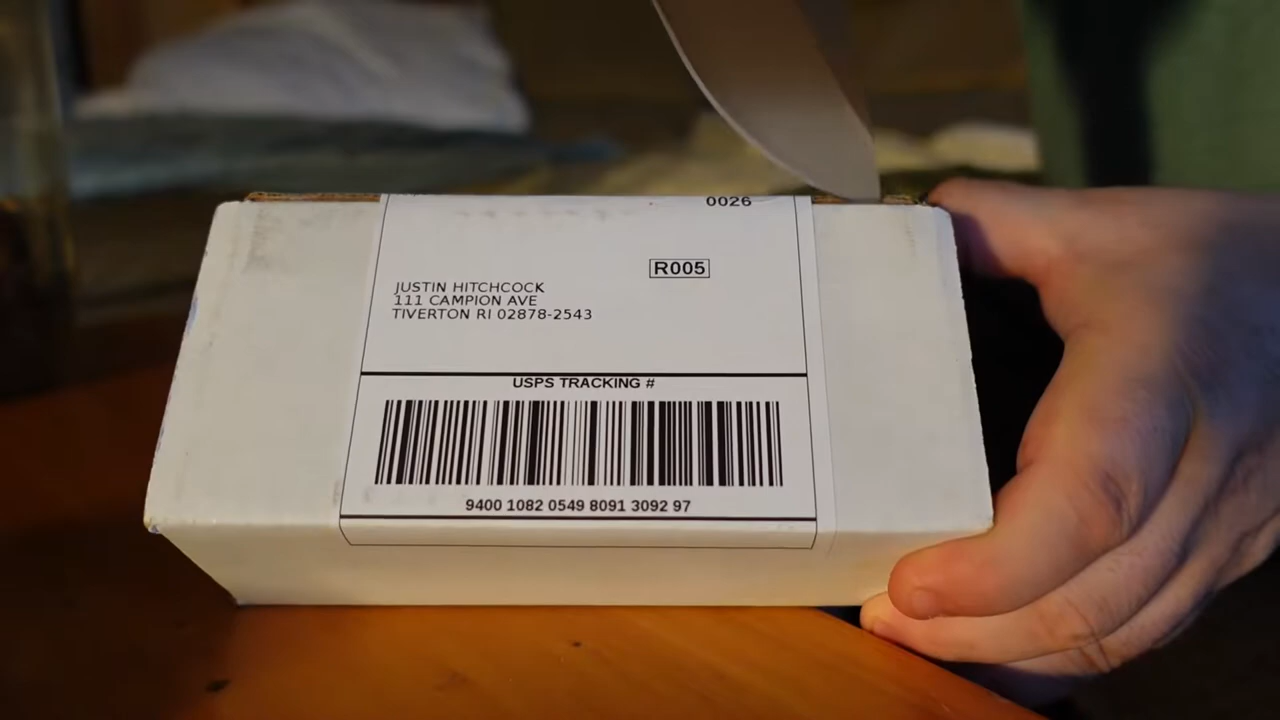 0026
R005
JUSTIN HITCHCOCK
111 CAMPION AVE
TIVERTON RI 02878-2543
USPS TRACKING #
9400 1082 0549 8091 3092 97